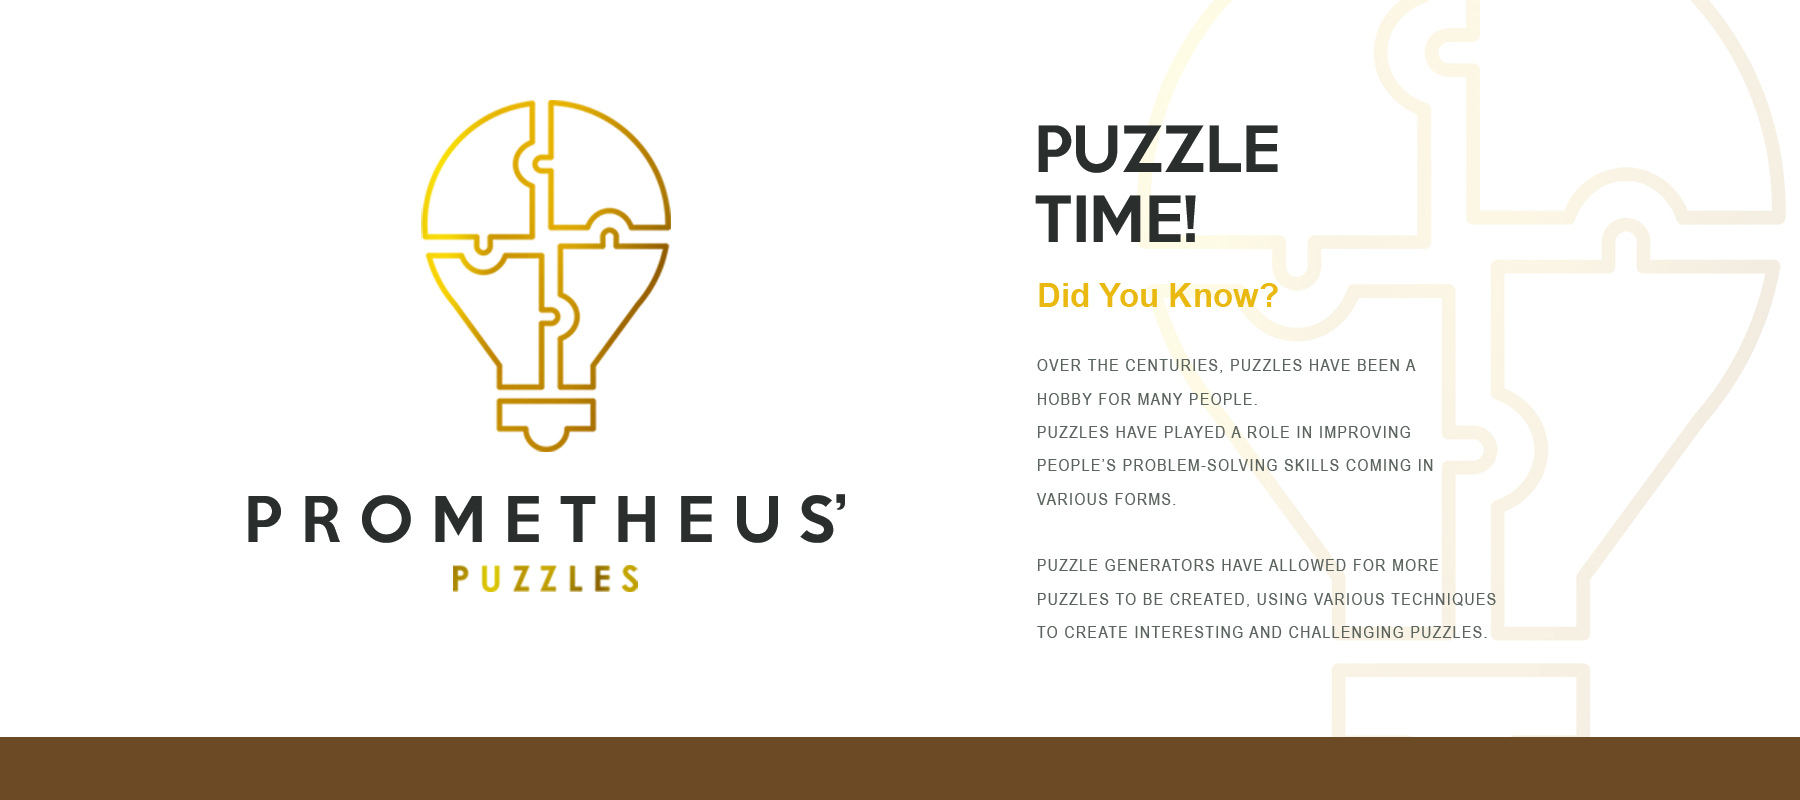 PROMETHEUS’
PUZZLES
PUZZLE
TIME!
Did You Know?
OVER THE CENTURIES, PUZZLES HAVE BEEN A
HOBBY FOR MANY PEOPLE.
PUZZLES HAVE PLAYED A ROLE IN IMPROVING
PEOPLE’S PROBLEM-SOLVING SKILLS COMING IN
VARIOUS FORMS.
PUZZLE GENERATORS HAVE ALLOWED FOR MORE
PUZZLES TO BE CREATED, USING VARIOUS TECHNIQUES
TO CREATE INTERESTING AND CHALLENGING PUZZLES.